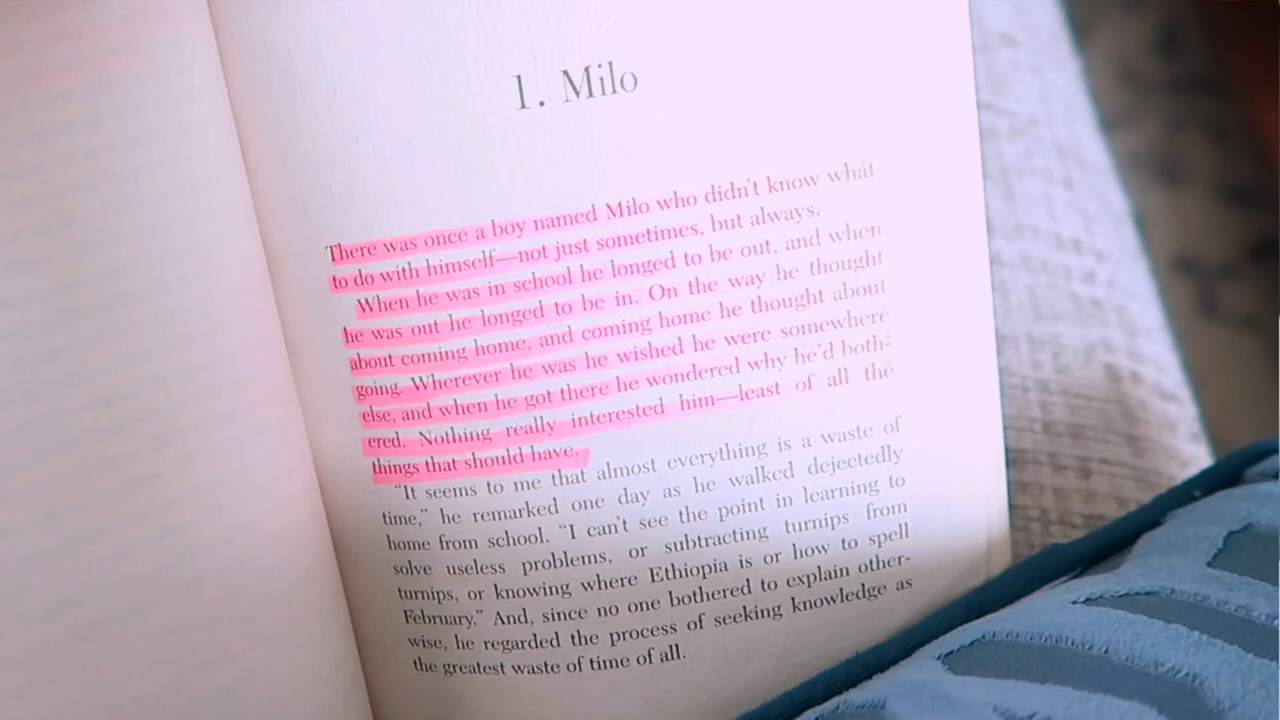 1. Milo
There was once a boy named Milo who didn't know what
to do with himself—not just sometimes, but always.
When he was in school he longed to be out, and when
he was out he longed to be in. On the way he thought
about coming home, and coming home he thought about
going. Wherever he was he wished he were somewhere
else, and when he got there he wondered why he'd both-
ered. Nothing really interested him—least of all the
things that should have.
"It seems to me that almost everything is a waste of
time," he remarked one day as he walked dejectedly
home from school. "I can't see the point in learning to
solve useless problems, or subtracting turnips from
turnips, or knowing where Ethiopia is or how to spell
February." And, since no one bothered to explain other-
wise, he regarded the process of seeking knowledge as
the greatest waste of time of all.